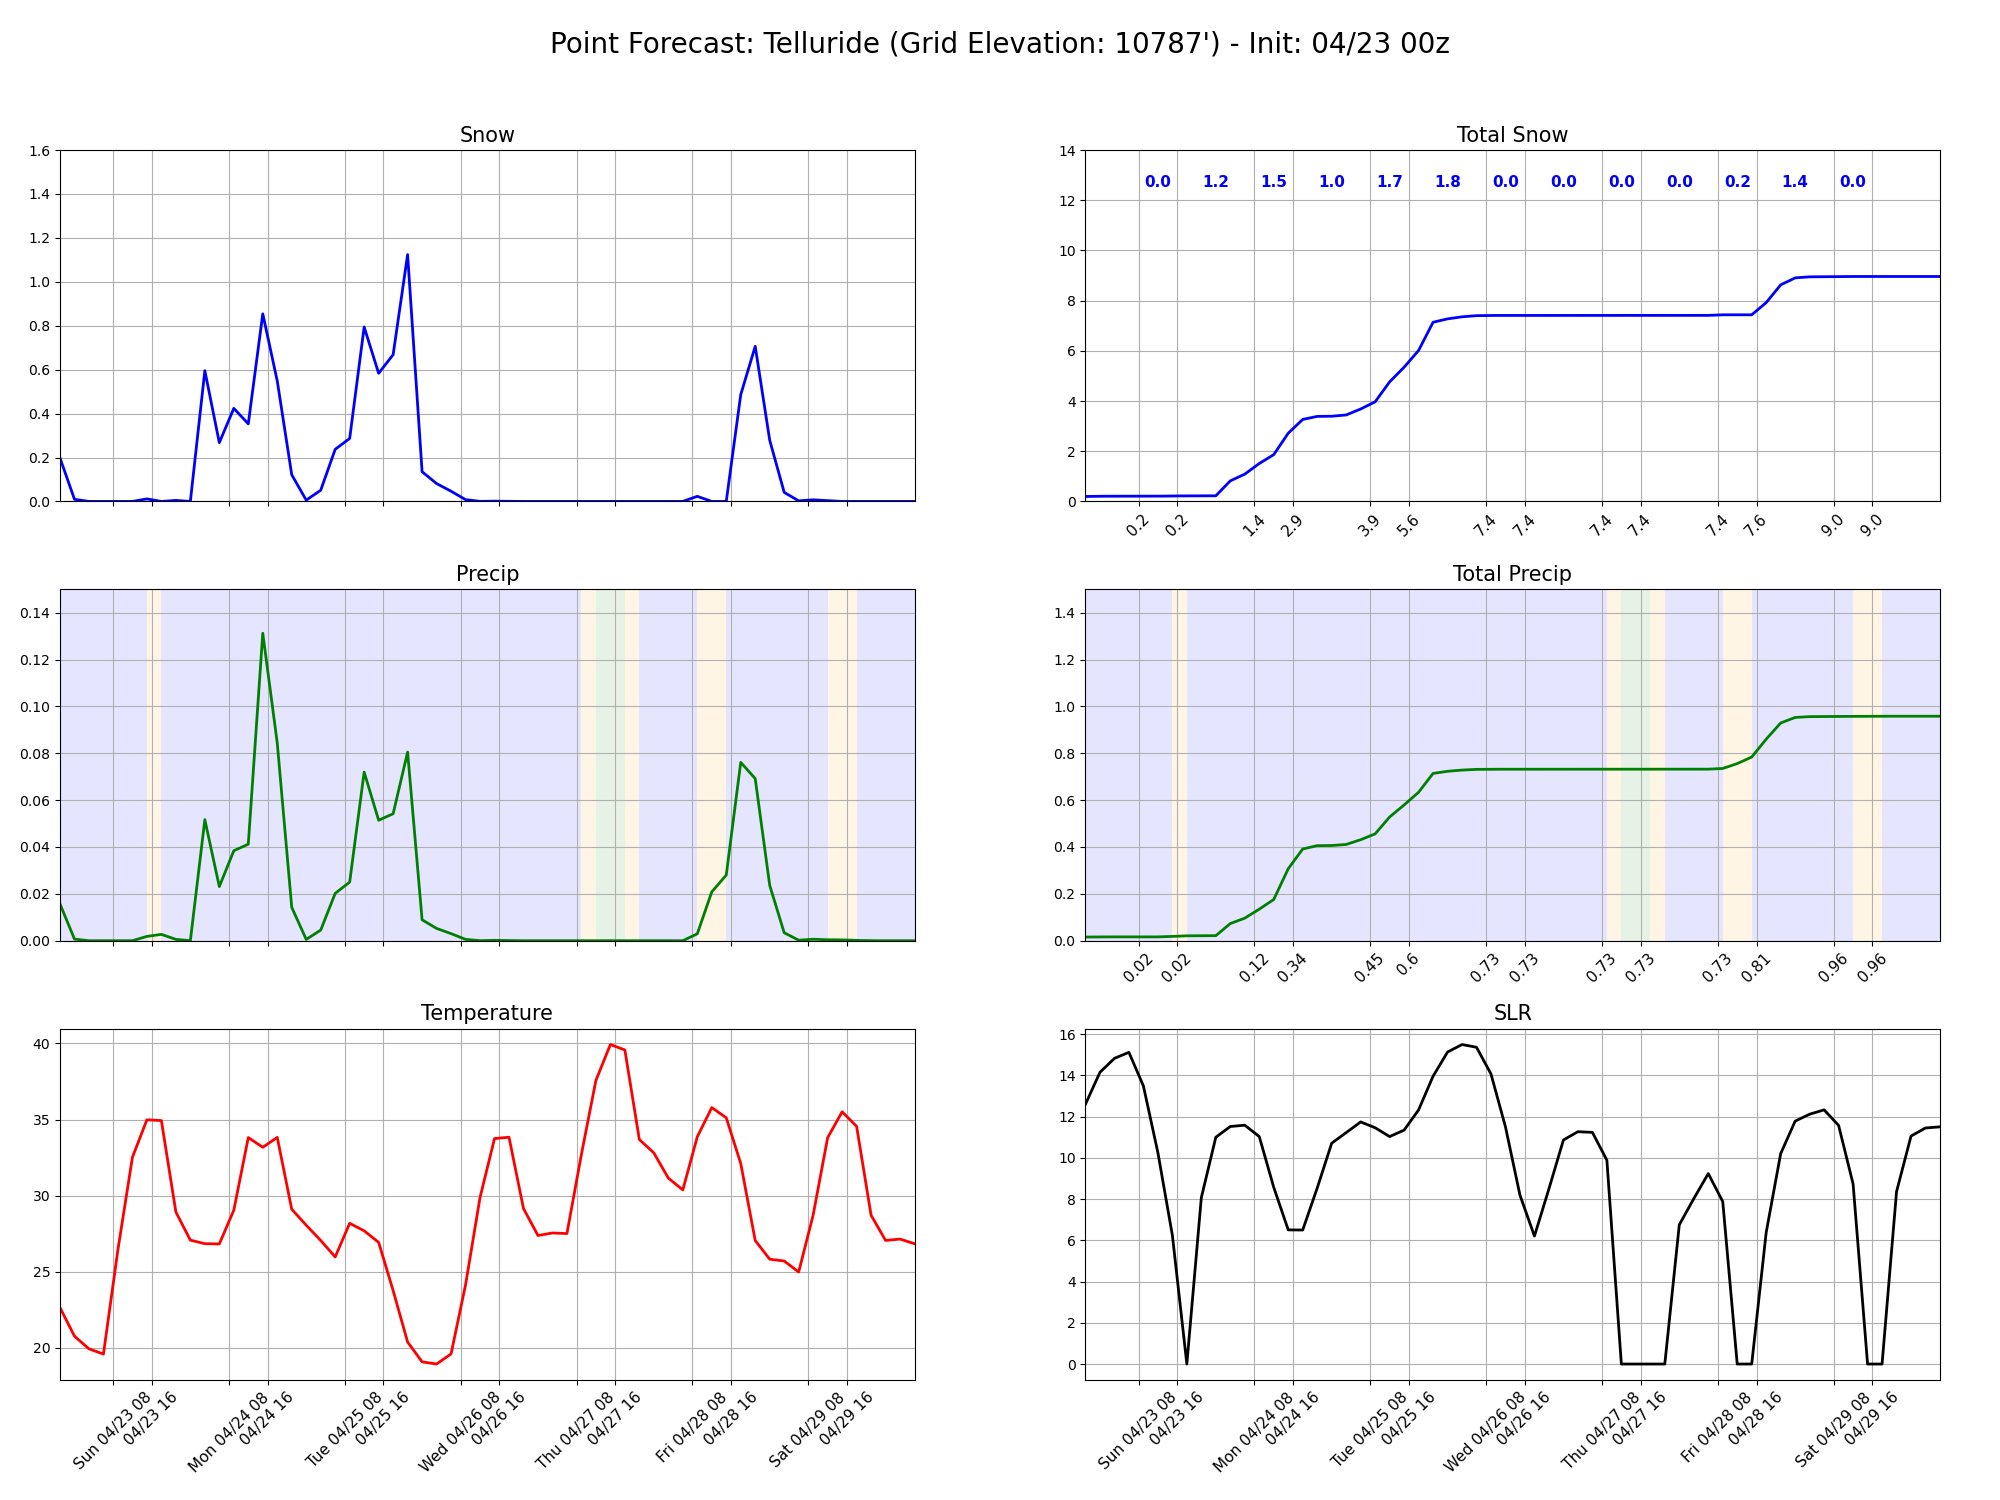 Point Forecast: Telluride (Grid Elevation: 10787') - Init: 04/23 00z
Snow
1.6
1.4
1.2
1.0
0.8
0.6
0.4
0.2
0.0
Total Snow
14
12
10
8
6
4
2
0
0.0 1.2 1.5 1.0 1.7 1.8 0.0 0.0 0.0 0.0 0.2 1.4 0.0
0.2 0.2 1.4 2.9 3.9 5.6 7.4 7.4 7.4 7.4 7.4 7.6 9.0 9.0
Precip
0.14
0.12
0.10
0.08
0.06
0.04
0.02
0.00
Total Precip
1.4
1.2
1.0
0.8
0.6
0.4
0.2
0.0
0.02 0.02 0.12 0.34 0.45 0.6 0.73 0.73 0.73 0.73 0.73 0.81 0.96 0.96
Temperature
40
35
30
25
20
Sun 04/23 08
04/23 16
Mon 04/24 08
04/24 16
Tue 04/25 08
04/25 16
Wed 04/26 08
04/26 16
Thu 04/27 08
04/27 16
Fri 04/28 08
04/28 16
Sat 04/29 08
04/29 16
SLR
16
14
12
10
8
6
4
2
0
Sun 04/23 08
04/23 16
Mon 04/24 08
04/24 16
Tue 04/25 08
04/25 16
Wed 04/26 08
04/26 16
Thu 04/27 08
04/27 16
Fri 04/28 08
04/28 16
Sat 04/29 08
04/29 16